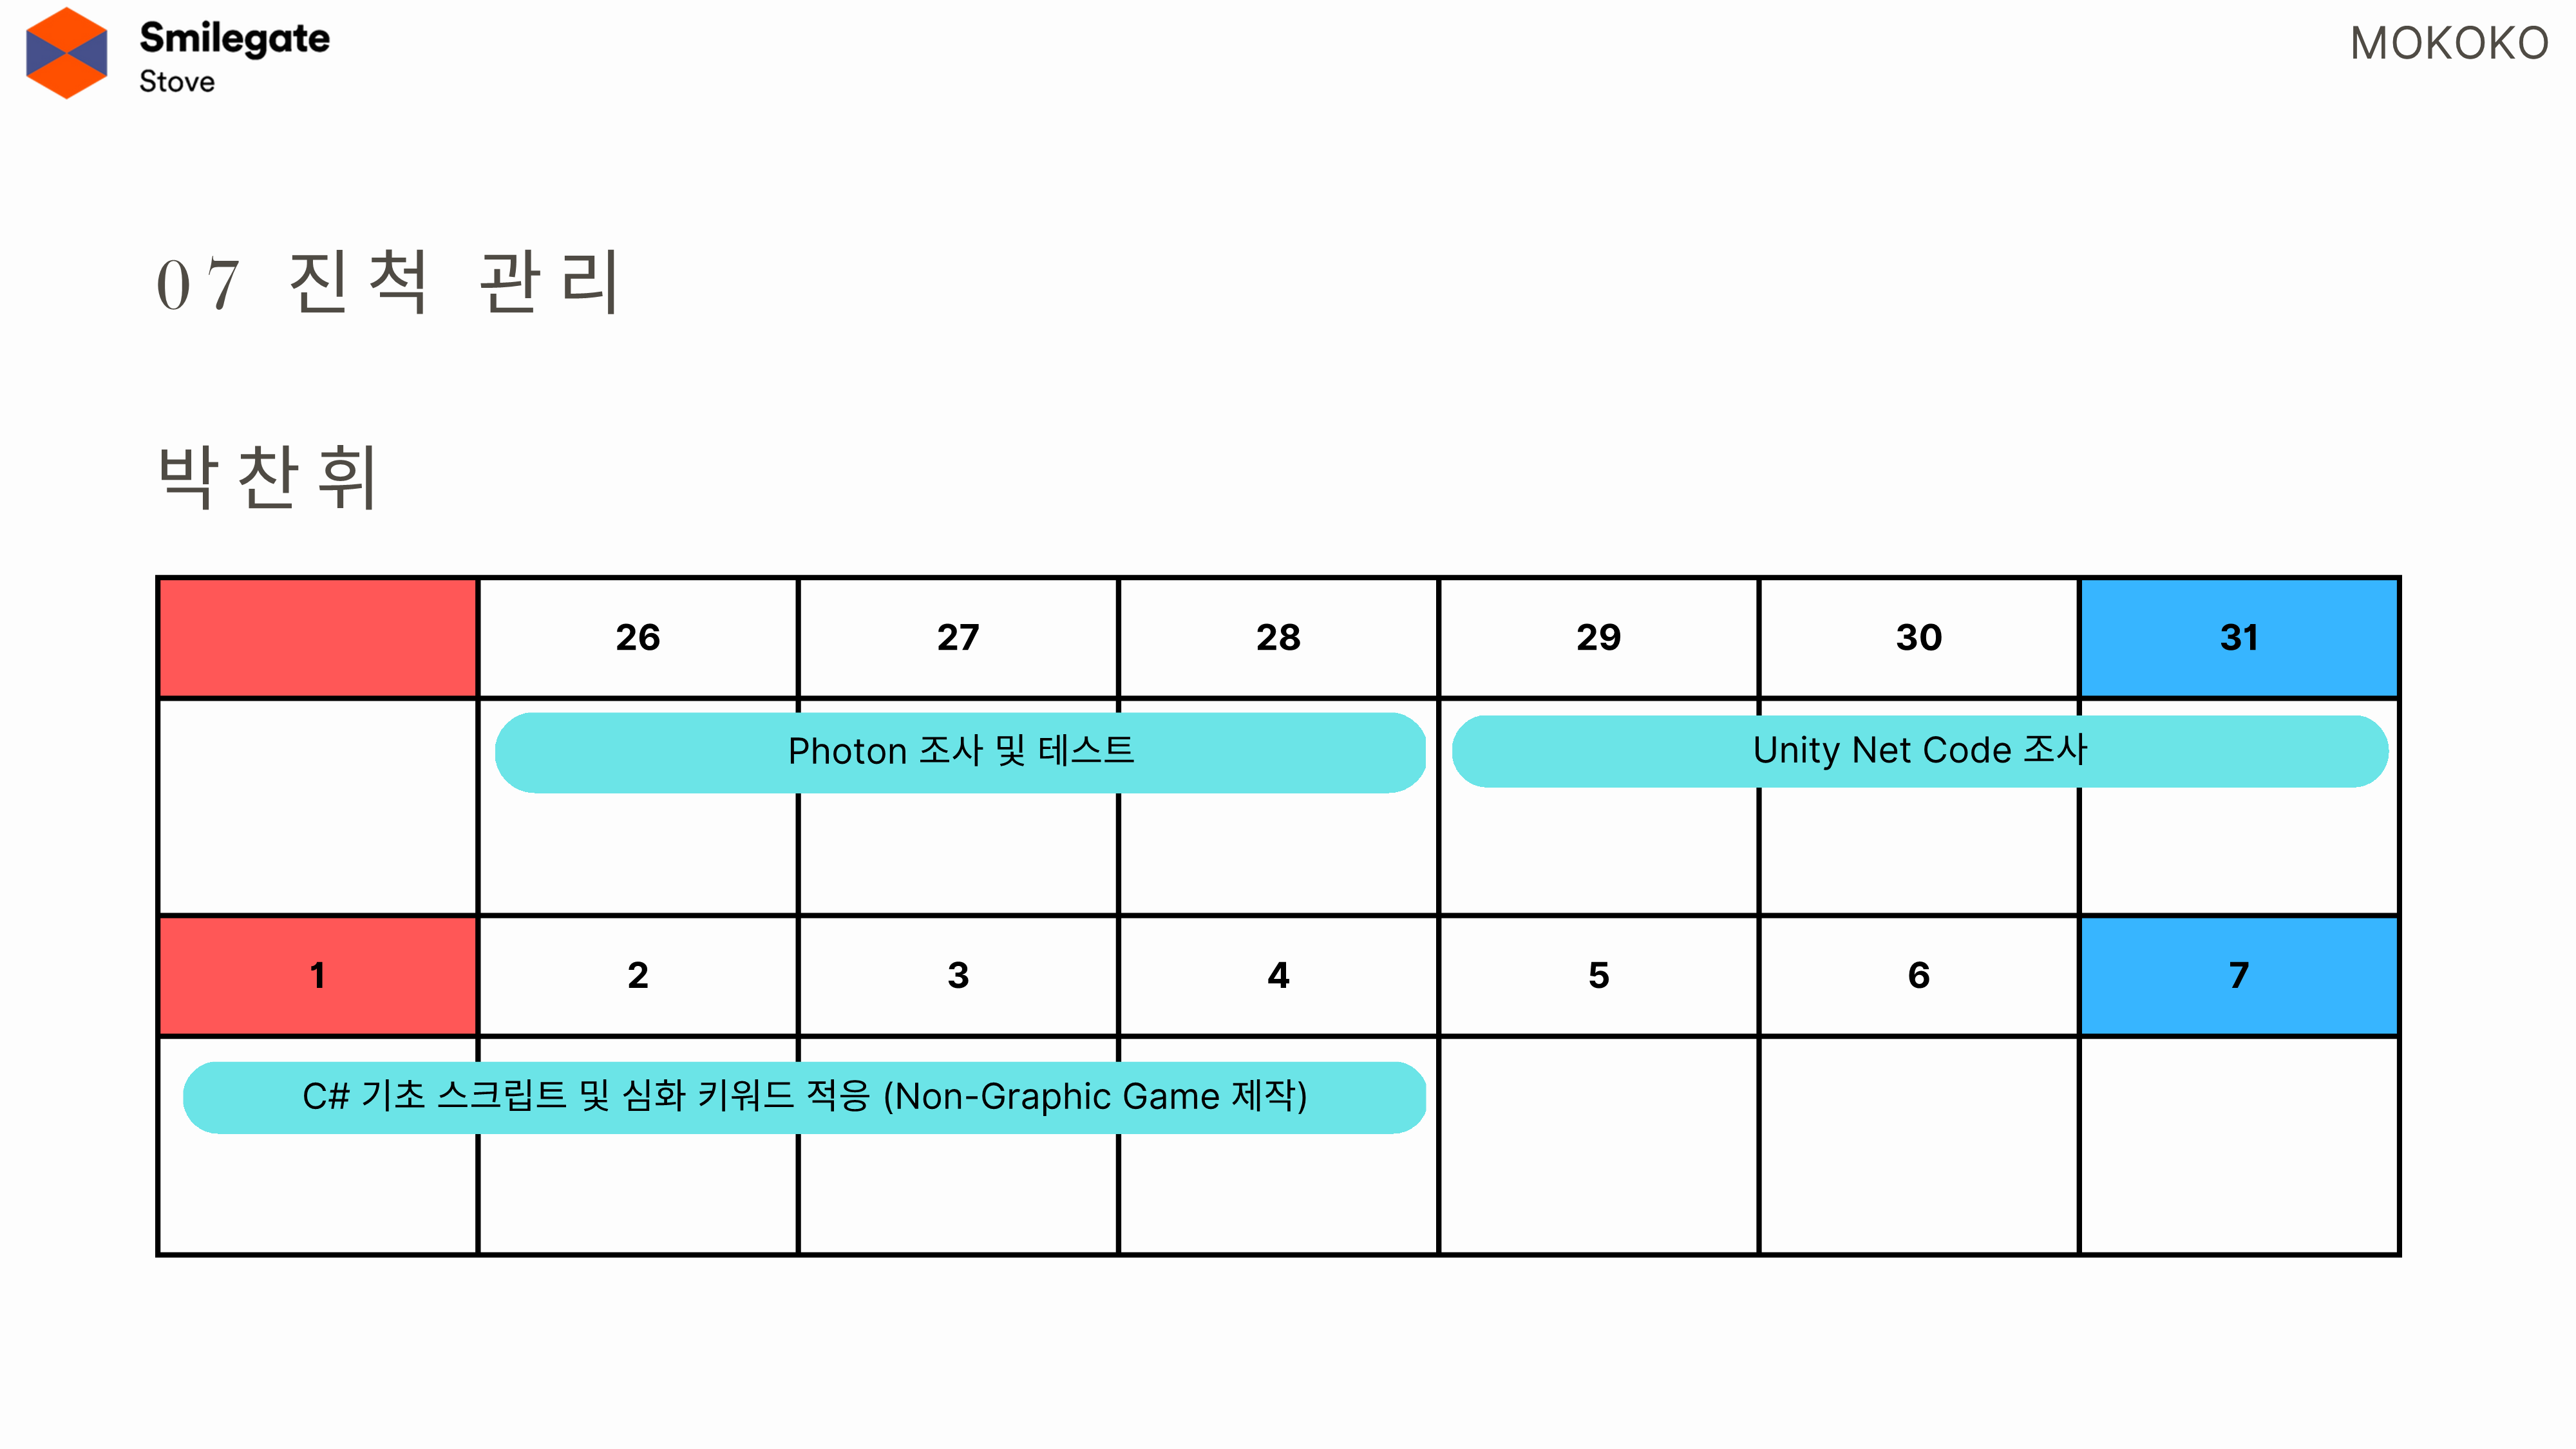 Smilegate
Stove
MOKOKO
07 진척 관리
박찬휘
26 27 28 29 30 31
Photon 조사 및 테스트
Unity Net Code 조사
1 2 3 4 5 6 7
C# 기초 스크립트 및 심화 키워드 적응 (Non-Graphic Game 제작)